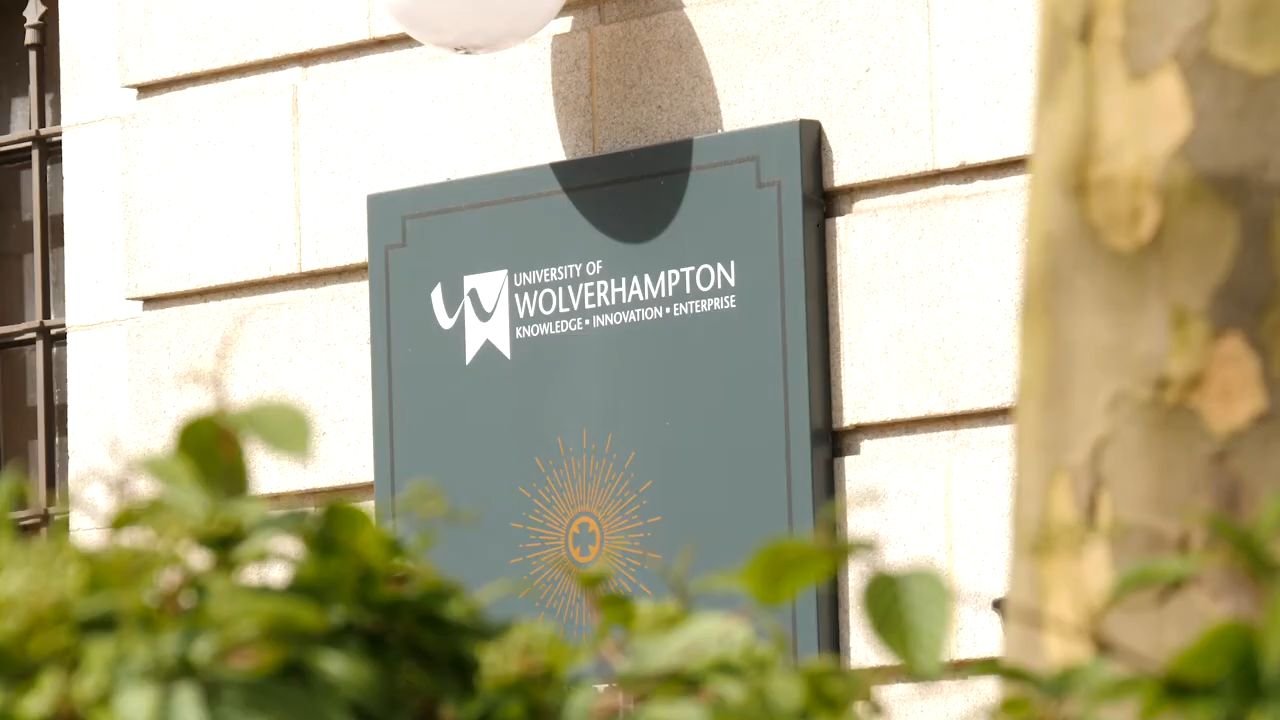 UNIVERSITY OF
WOLVERHAMPTON
KNOWLEDGE ▪ INNOVATION ▪ ENTERPRISE